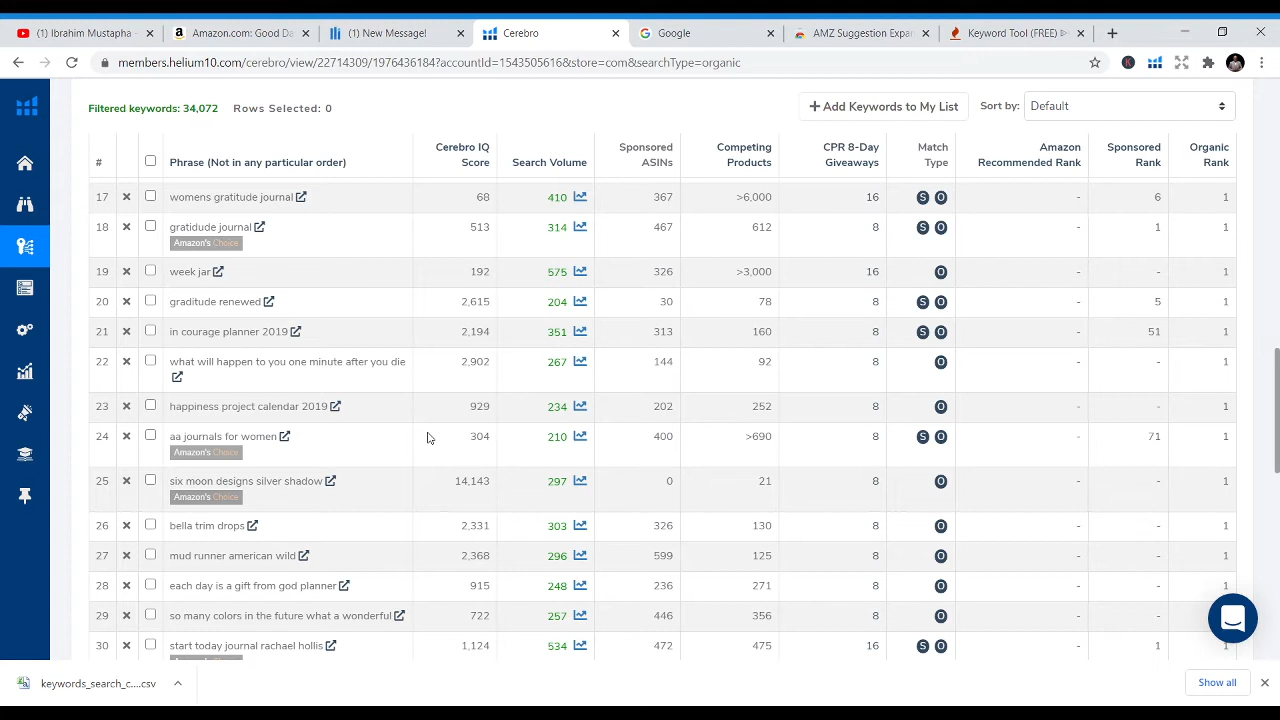 (1) Ibrahim Mustapha
Amazon.com: Good Da
(1) New Message!
Cerebro
Google
AMZ Suggestion Expan
Keyword Tool (FREE)
members.helium10.com/cerebro/view/22714309/1976436184?accountId=1543505616&store=com&searchType=organic
Filtered keywords: 34,072 Rows Selected: 0
Add Keywords to My List
Sort by: Default
# Phrase (Not in any particular order)
Cerebro IQ Score
Search Volume
Sponsored ASINs
Competing Products
CPR 8-Day Giveaways
Match Type
Amazon Recommended Rank
Sponsored Rank
Organic Rank
17 womens gratitude journal 68 410 367 >6,000 16 S O - 6 1
18 gratidude journal 513 314 467 612 8 S O - 1 1
Amazon's Choice
19 week jar 192 575 326 >3,000 16 O - - 1
20 graditude renewed 2,615 204 30 78 8 S O - 5 1
21 in courage planner 2019 2,194 351 313 160 8 S O - 51 1
22 what will happen to you one minute after you die 2,902 267 144 92 8 O - - 1
23 happiness project calendar 2019 929 234 202 252 8 O - - 1
24 aa journals for women 304 210 400 >690 8 S O - 71 1
Amazon's Choice
25 six moon designs silver shadow 14,143 297 0 21 8 O - - 1
Amazon's Choice
26 bella trim drops 2,331 303 326 130 8 O - - 1
27 mud runner american wild 2,368 296 599 125 8 O - - 1
28 each day is a gift from god planner 915 248 236 271 8 O - - 1
29 so many colors in the future what a wonderful 722 257 446 356 8 O - - 1
30 start today journal rachael hollis 1,124 534 472 475 16 S O - 1 1
keywords_search_c....csv
Show all